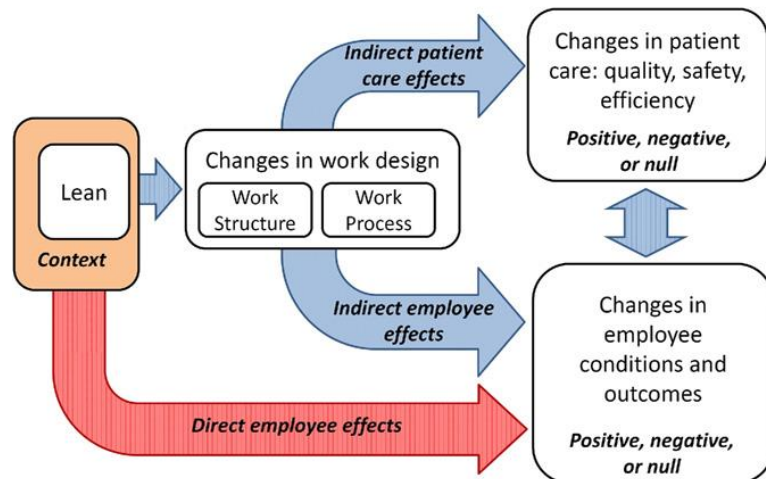 Lean
Context
Changes in work design
Work
Structure
Work
Process
Indirect patient
care effects
Changes in patient
care: quality, safety,
efficiency
Positive, negative,
or null
Indirect employee
effects
Changes in
employee
conditions and
outcomes
Positive, negative,
or null
Direct employee effects